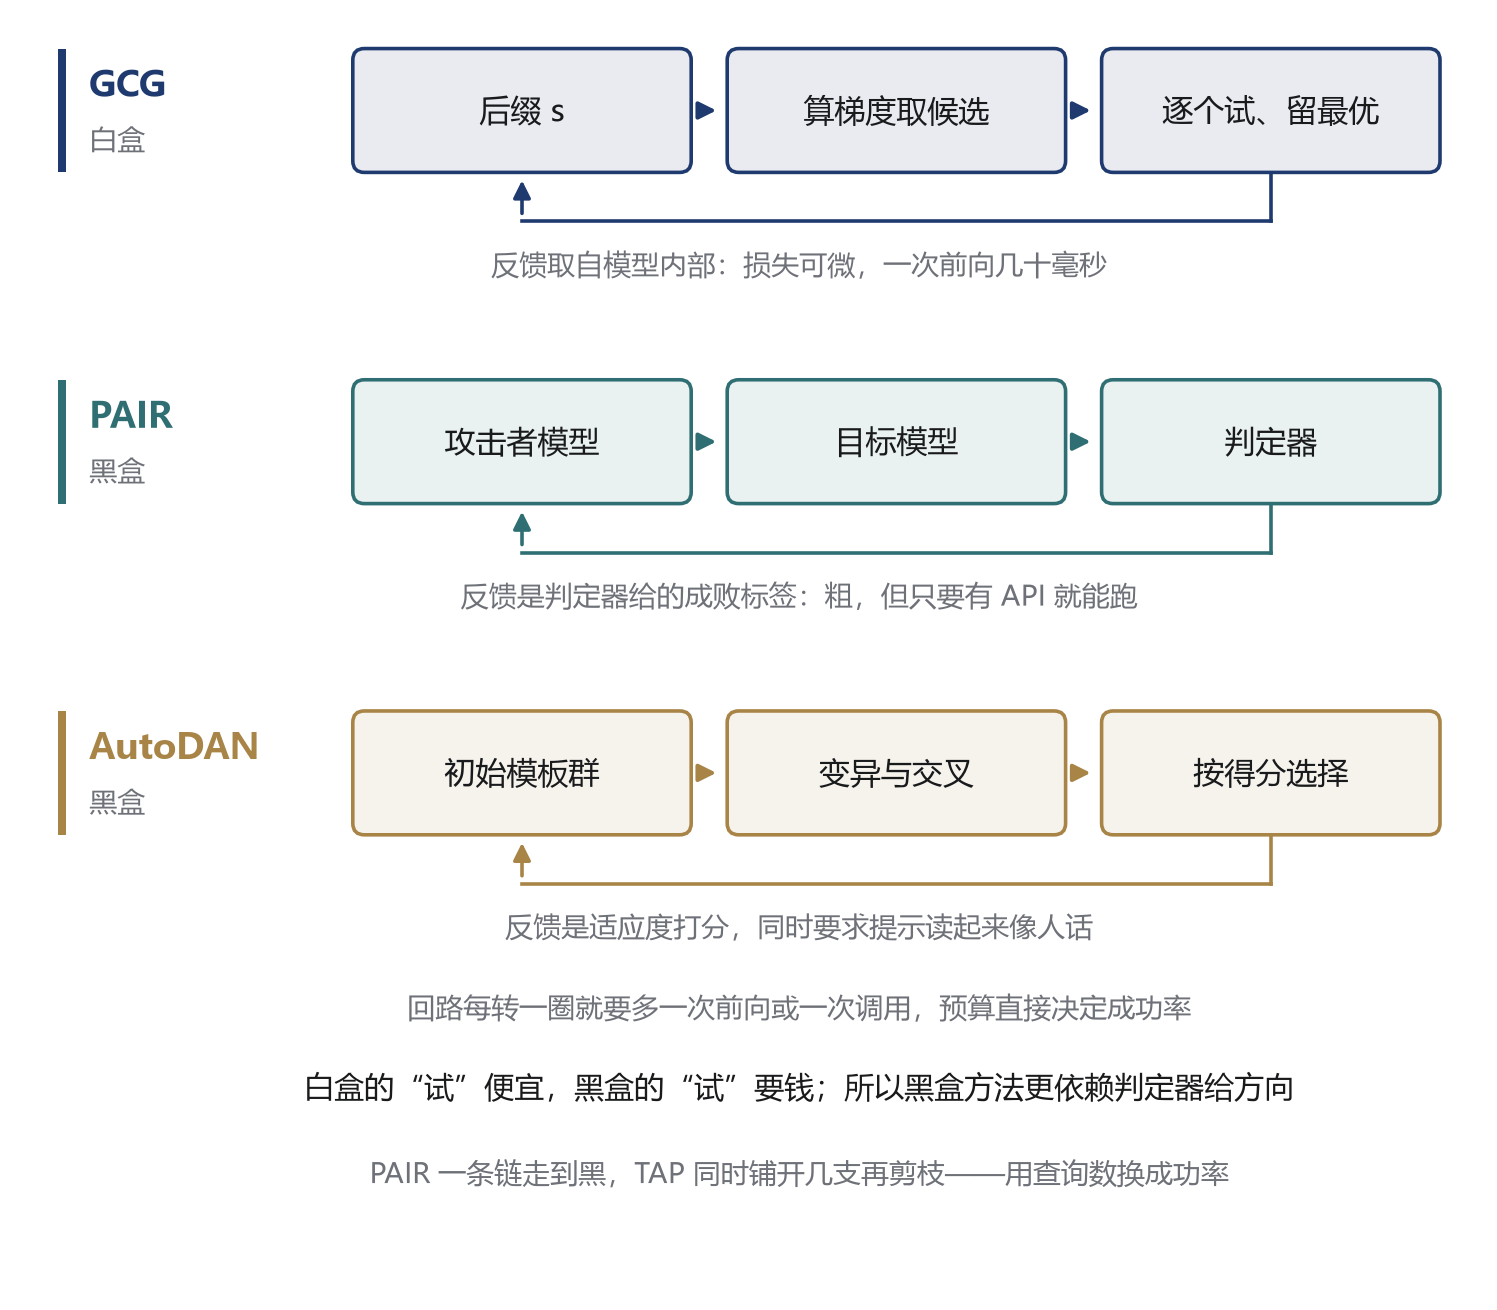 GCG
白盒
后缀 s
算梯度取候选
逐个试、留最优
反馈取自模型内部：损失可微，一次前向几十毫秒
PAIR
黑盒
攻击者模型
目标模型
判定器
反馈是判定器给的成败标签：粗，但只要有 API 就能跑
AutoDAN
黑盒
初始模板群
变异与交叉
按得分选择
反馈是适应度打分，同时要求提示读起来像人话
回路每转一圈就要多一次前向或一次调用，预算直接决定成功率
白盒的“试”便宜，黑盒的“试”要钱；所以黑盒方法更依赖判定器给方向
PAIR 一条链走到黑，TAP 同时铺开几支再剪枝——用查询数换成功率